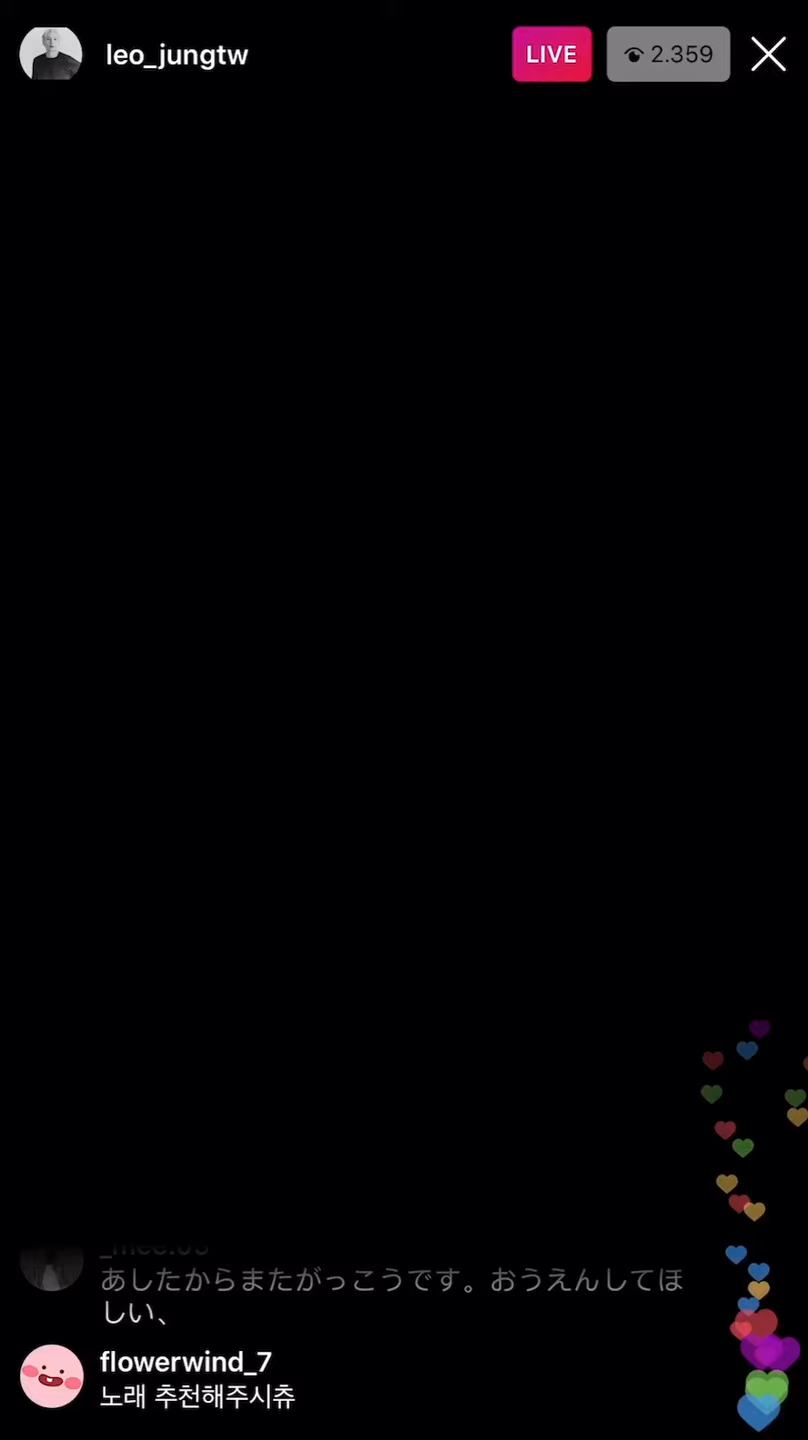 leo_jungtw
LIVE
2.359
あしたからまたがっこうです。おうえんしてほ
しい、
flowerwind_7
노래 추천해주시츄